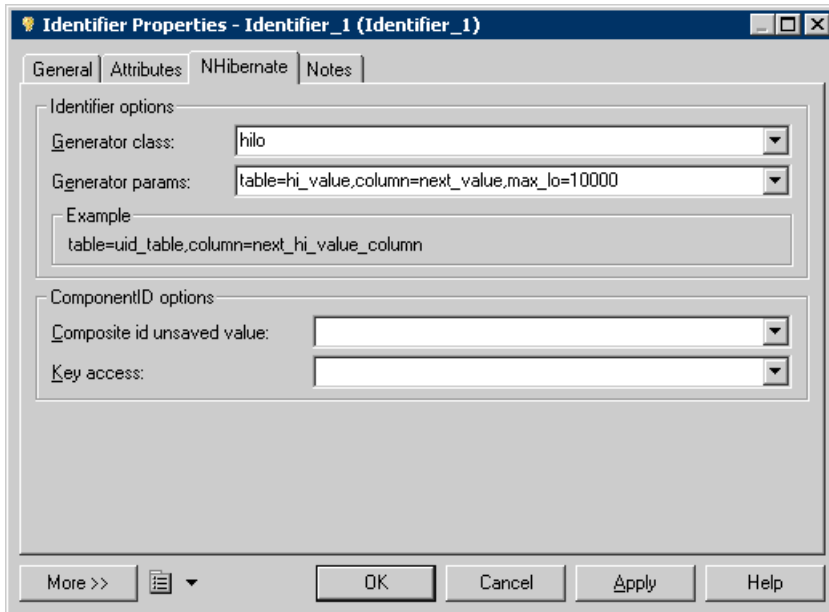 Identifier Properties - Identifier_1 (Identifier_1)
General Attributes NHibernate Notes
Identifier options
Generator class: hilo
Generator params: table=hi_value,column=next_value,max_lo=10000
Example
table=uid_table,column=next_hi_value_column
ComponentID options
Composite id unsaved value:
Key access:
More >> OK Cancel Apply Help